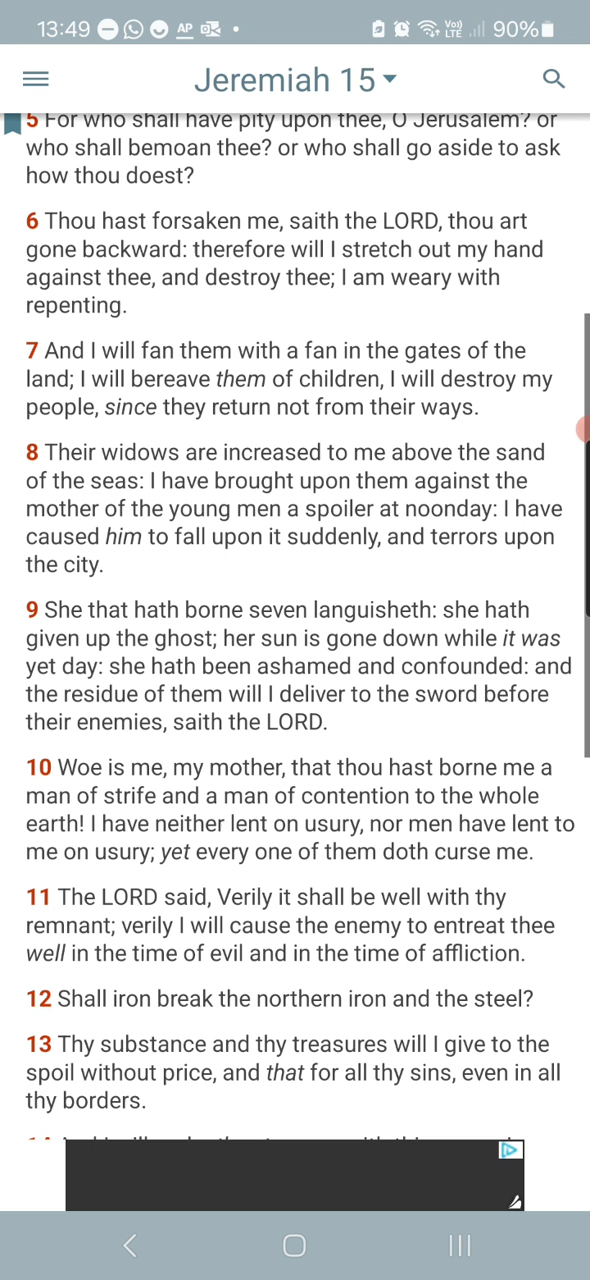 13:49 AP Vo)) LTE 90%
Jeremiah 15
5 For who shall have pity upon thee, O Jerusalem? or
who shall bemoan thee? or who shall go aside to ask
how thou doest?
6 Thou hast forsaken me, saith the LORD, thou art
gone backward: therefore will I stretch out my hand
against thee, and destroy thee; I am weary with
repenting.
7 And I will fan them with a fan in the gates of the
land; I will bereave them of children, I will destroy my
people, since they return not from their ways.
8 Their widows are increased to me above the sand
of the seas: I have brought upon them against the
mother of the young men a spoiler at noonday: I have
caused him to fall upon it suddenly, and terrors upon
the city.
9 She that hath borne seven languisheth: she hath
given up the ghost; her sun is gone down while it was
yet day: she hath been ashamed and confounded: and
the residue of them will I deliver to the sword before
their enemies, saith the LORD.
10 Woe is me, my mother, that thou hast borne me a
man of strife and a man of contention to the whole
earth! I have neither lent on usury, nor men have lent to
me on usury; yet every one of them doth curse me.
11 The LORD said, Verily it shall be well with thy
remnant; verily I will cause the enemy to entreat thee
well in the time of evil and in the time of affliction.
12 Shall iron break the northern iron and the steel?
13 Thy substance and thy treasures will I give to the
spoil without price, and that for all thy sins, even in all
thy borders.